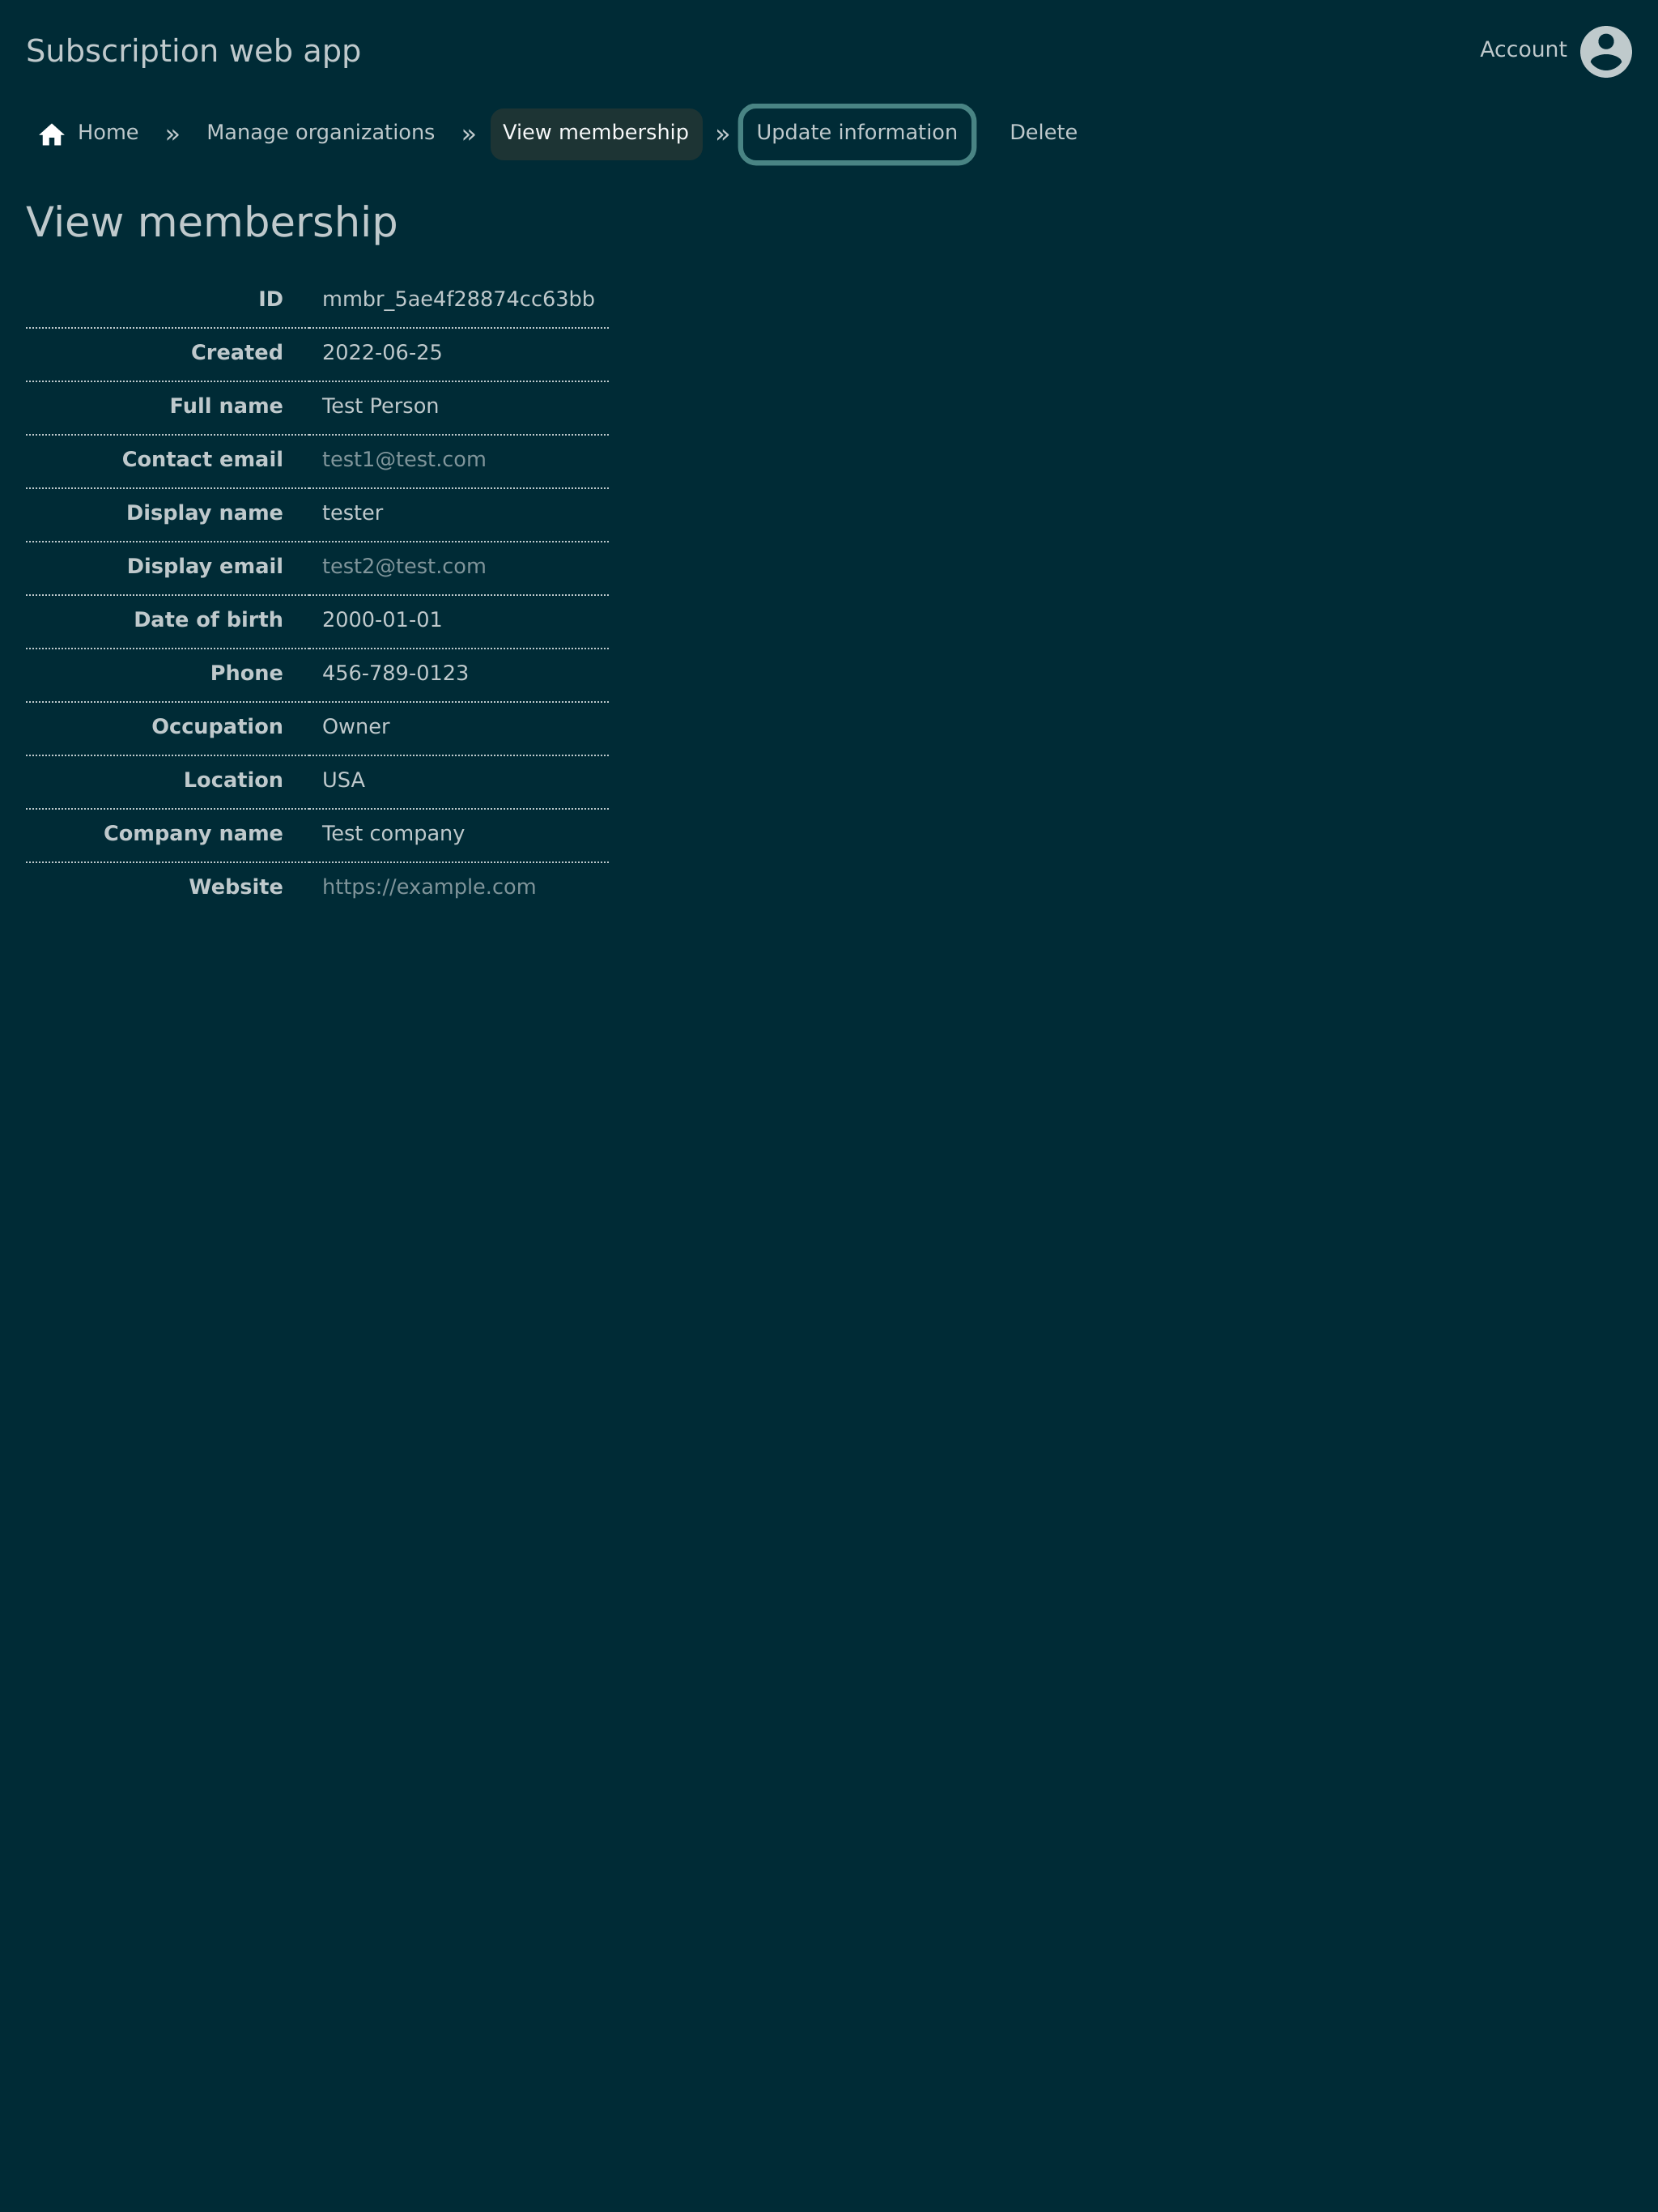 Subscription web app
Account
Home » Manage organizations » View membership » Update information Delete
View membership
ID mmbr_5ae4f28874cc63bb
Created 2022-06-25
Full name Test Person
Contact email test1@test.com
Display name tester
Display email test2@test.com
Date of birth 2000-01-01
Phone 456-789-0123
Occupation Owner
Location USA
Company name Test company
Website https://example.com